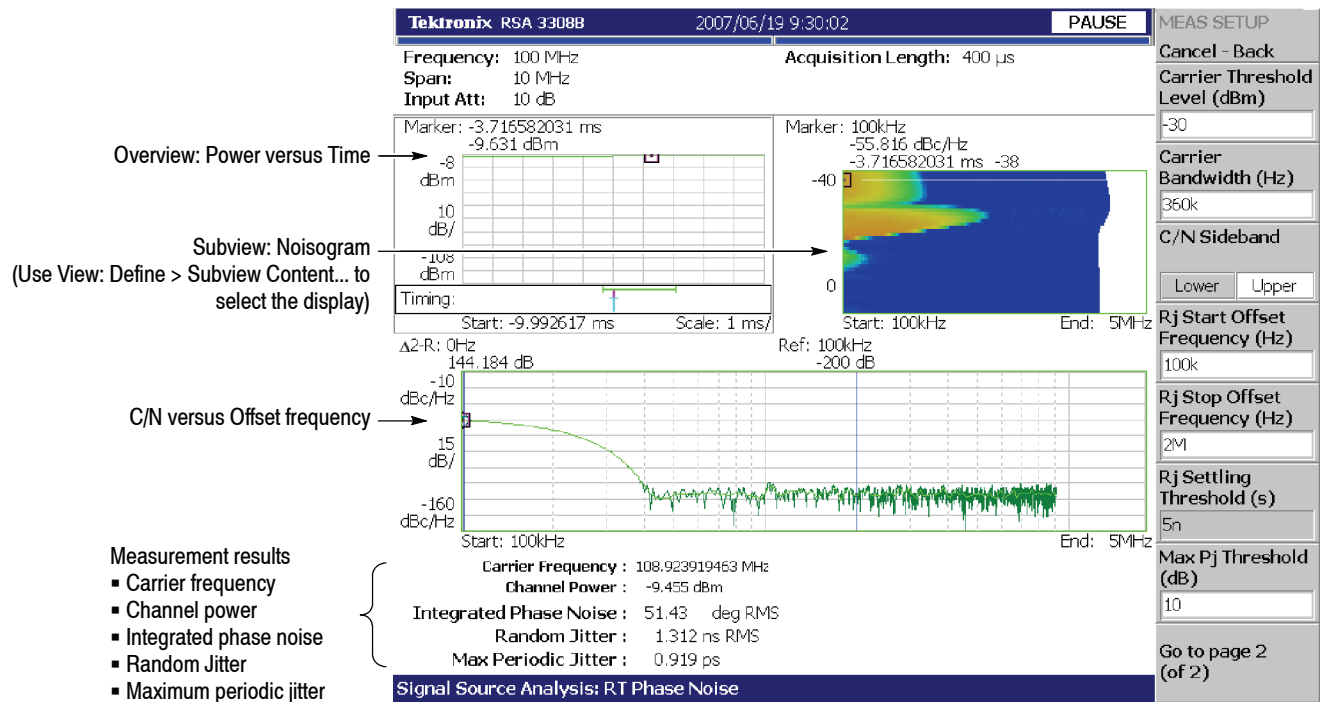 Tektronix RSA 3308B 2007/06/19 9:30:02 PAUSE
Frequency: 100 MHz
Span: 10 MHz
Input Att: 10 dB
Acquisition Length: 400 µs
Overview: Power versus Time
Marker: -3.716582031 ms
-9.631 dBm
-8
dBm
10
dB/
-108
dBm
Timing:
Start: -9.992617 ms Scale: 1 ms/
Subview: Noisogram
(Use View: Define > Subview Content... to
select the display)
Marker: 100kHz
-55.816 dBc/Hz
-3.716582031 ms -38
-40
0
Start: 100kHz End: 5MHz
C/N versus Offset frequency
Δ2-R: 0Hz
144.184 dB
Ref: 100kHz
-200 dB
-10
dBc/Hz
15
dB/
-160
dBc/Hz
Start: 100kHz End: 5MHz
Measurement results
▪ Carrier frequency
▪ Channel power
▪ Integrated phase noise
▪ Random Jitter
▪ Maximum periodic jitter
Carrier Frequency : 108.923919463 MHz
Channel Power : -9.455 dBm
Integrated Phase Noise : 51.43 deg RMS
Random Jitter : 1.312 ns RMS
Max Periodic Jitter : 0.919 ps
Signal Source Analysis: RT Phase Noise
MEAS SETUP
Cancel - Back
Carrier Threshold
Level (dBm)
-30
Carrier
Bandwidth (Hz)
360k
C/N Sideband
Lower Upper
Rj Start Offset
Frequency (Hz)
100k
Rj Stop Offset
Frequency (Hz)
2M
Rj Settling
Threshold (s)
5n
Max Pj Threshold
(dB)
10
Go to page 2
(of 2)